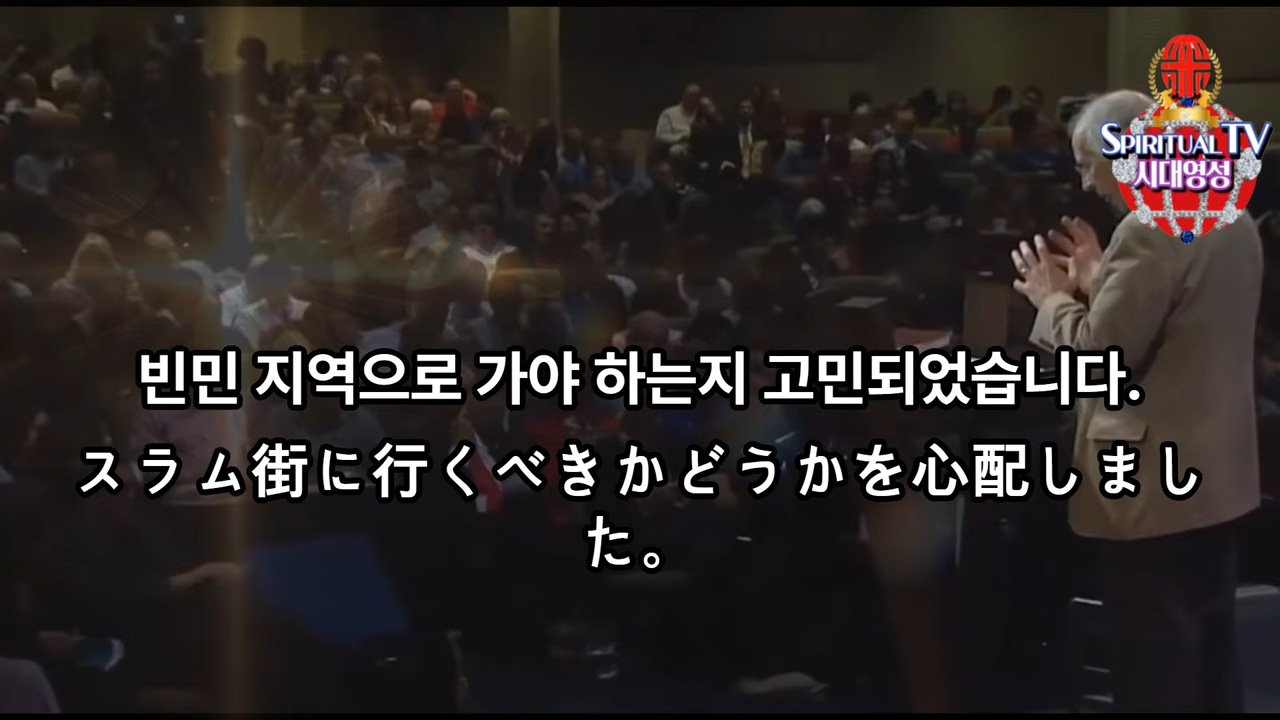 SPIRITUAL TV
시대영성
빈민 지역으로 가야 하는지 고민되었습니다.
スラム街に行くべきかどうかを心配しまし
た。